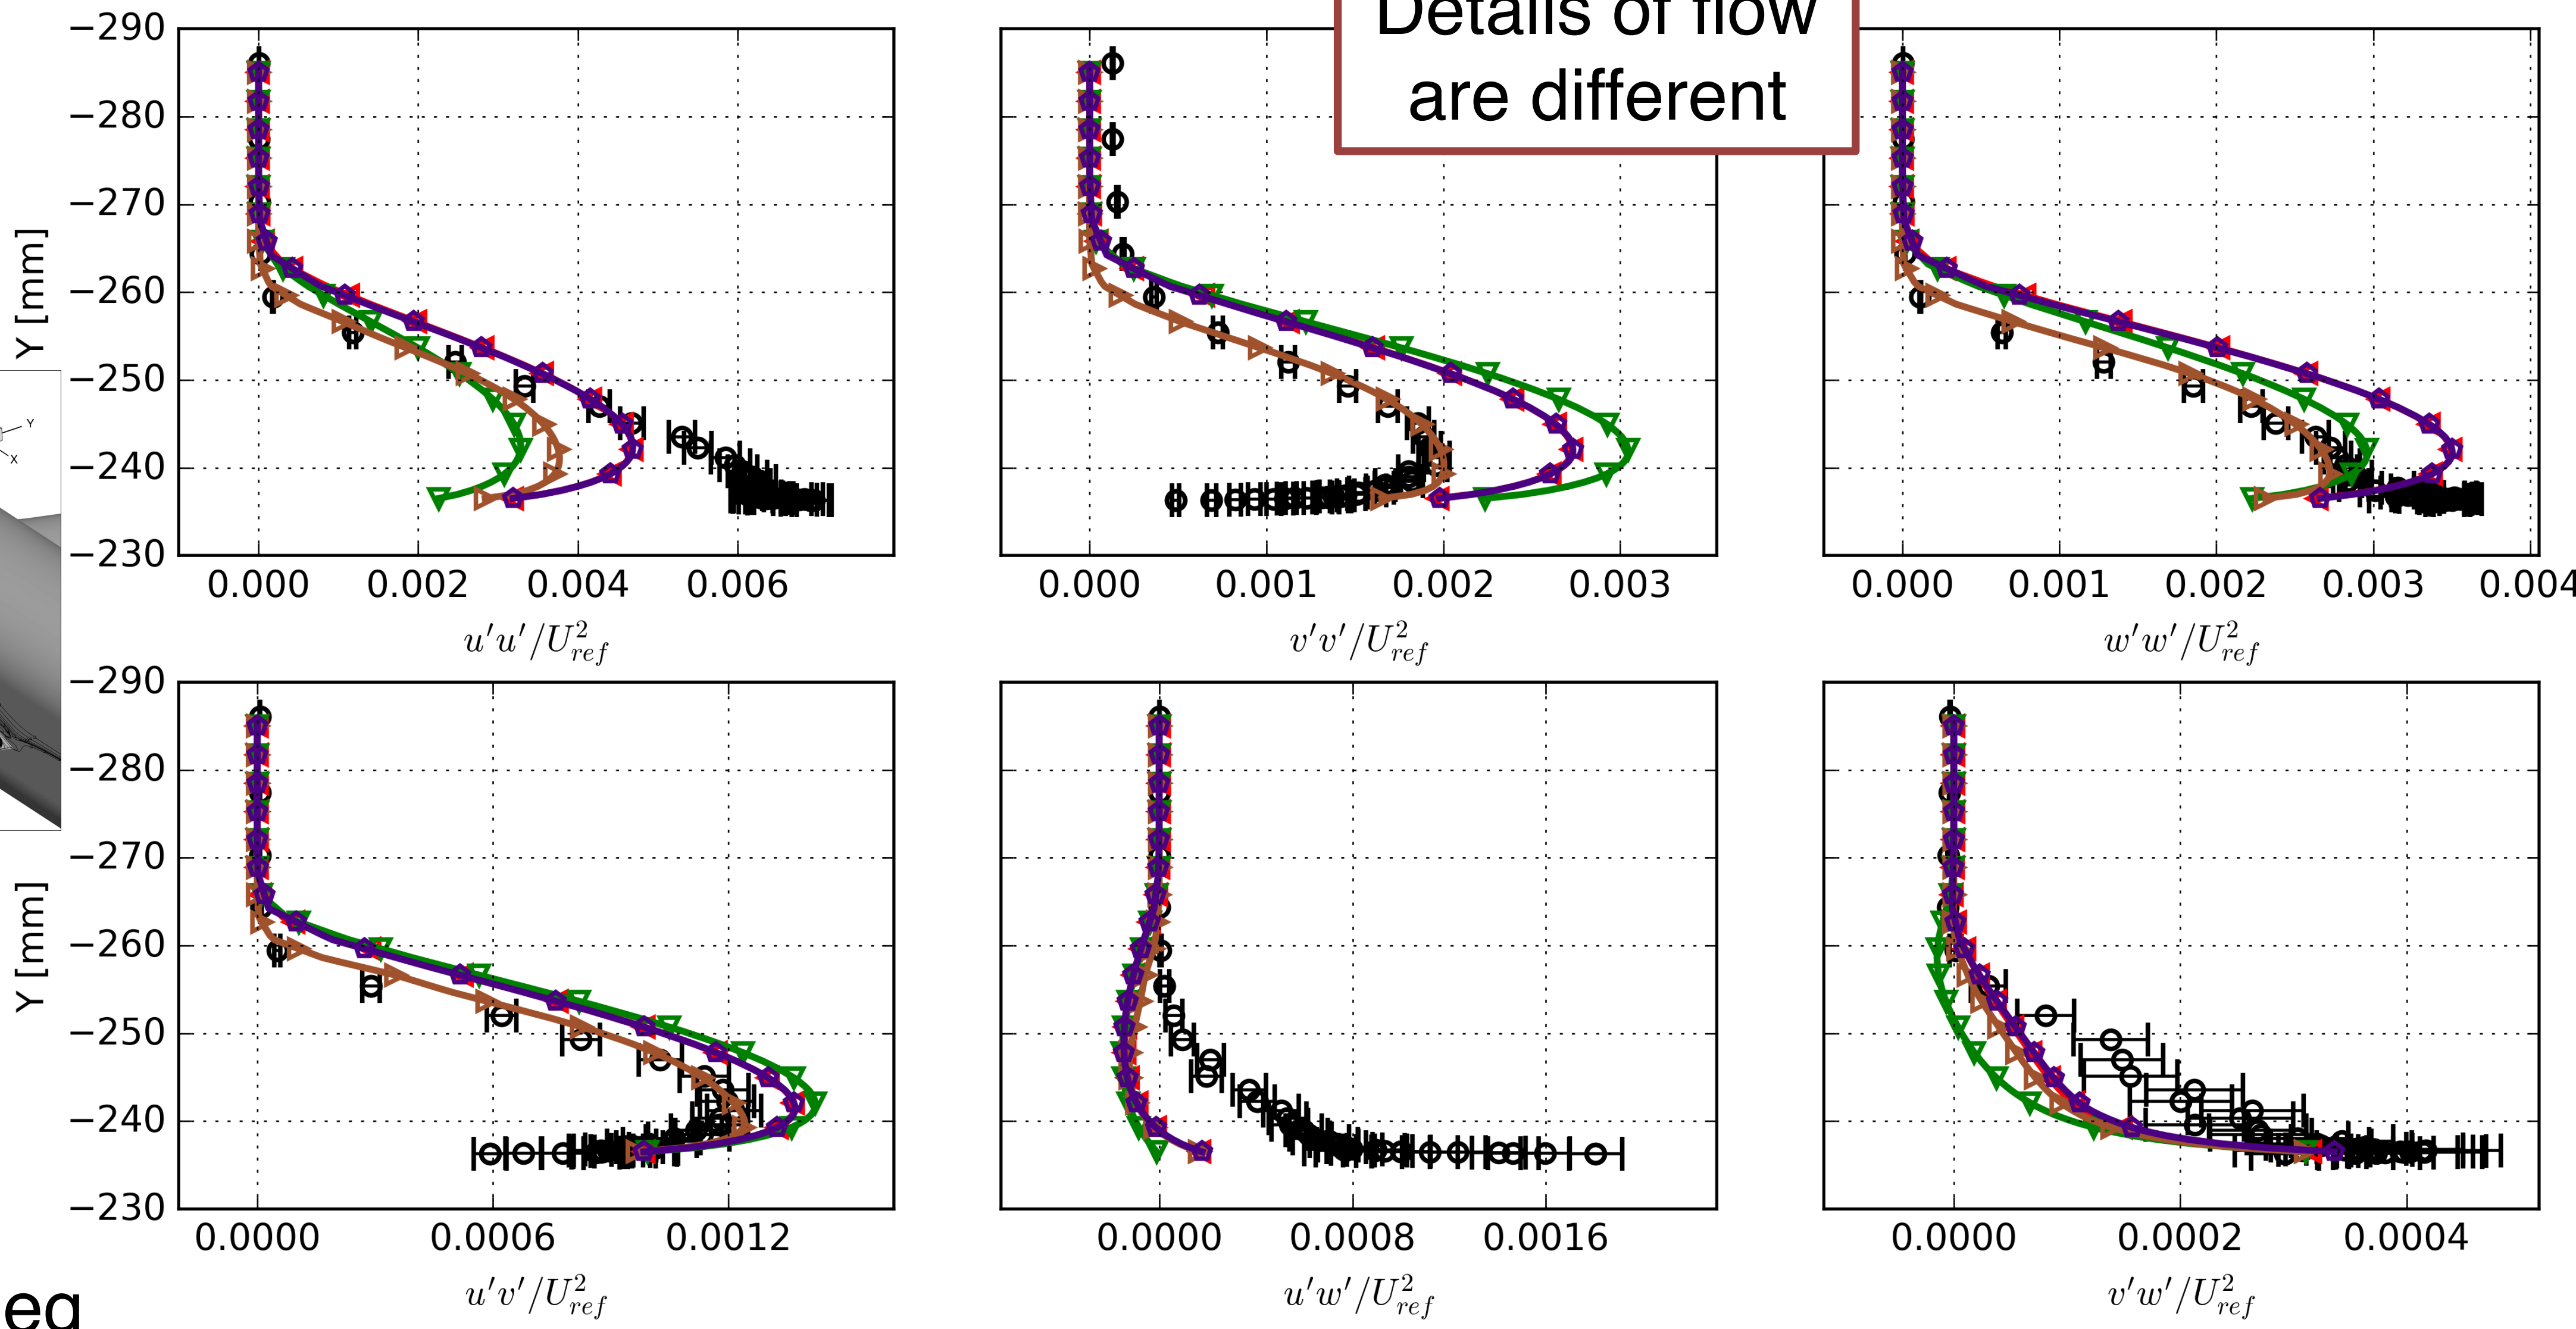 Details of flow
are different
−290
−280
−270
−260
−250
−240
−230
Y [mm]
0.000 0.002 0.004 0.006
u′u′/U²ref
0.000 0.001 0.002 0.003
v′v′/U²ref
0.000 0.001 0.002 0.003 0.004
w′w′/U²ref
Y
X
−290
−280
−270
−260
−250
−240
−230
Y [mm]
0.0000 0.0006 0.0012
u′v′/U²ref
0.0000 0.0008 0.0016
u′w′/U²ref
0.0000 0.0002 0.0004
v′w′/U²ref